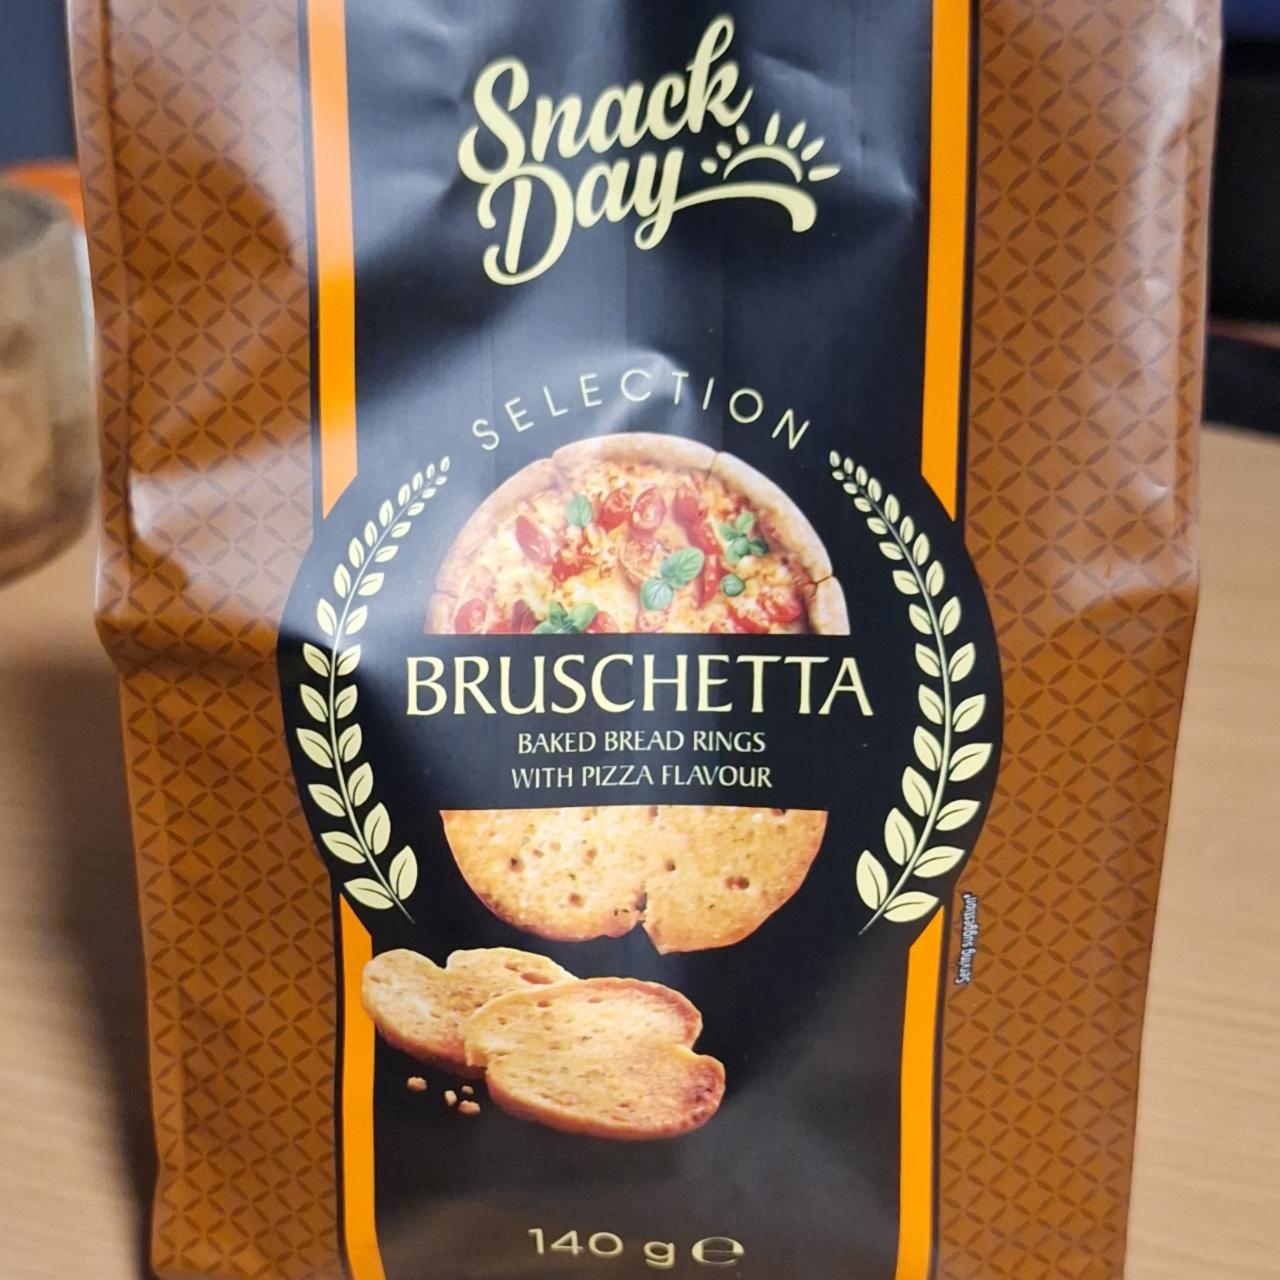 Snack
Day
SELECTION
BRUSCHETTA
BAKED BREAD RINGS
WITH PIZZA FLAVOUR
Serving suggestion*
140 g ℮